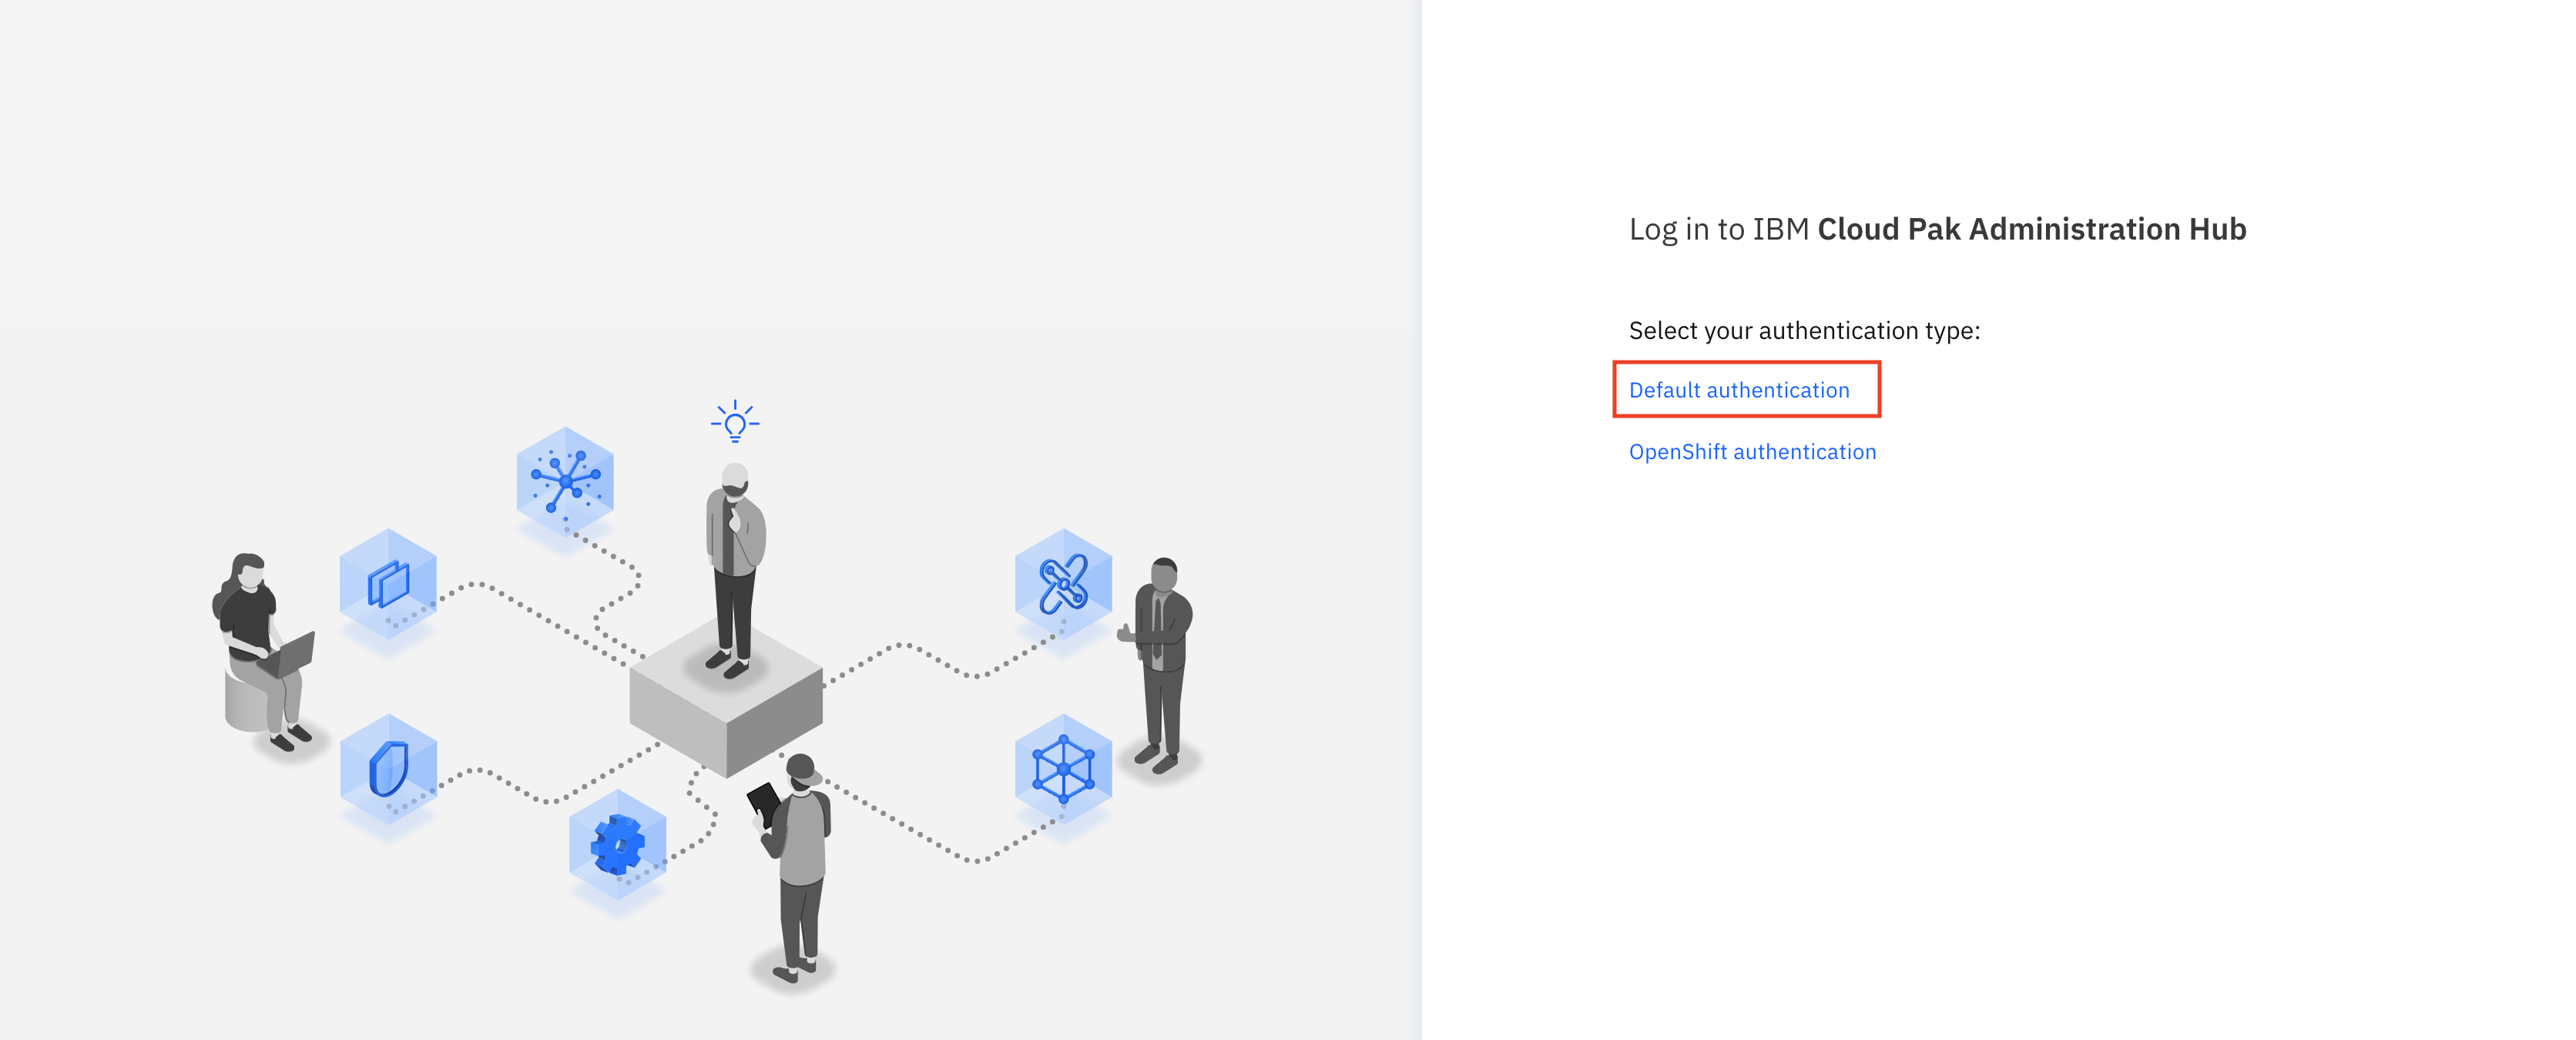 Log in to IBM Cloud Pak Administration Hub
Select your authentication type:
Default authentication
OpenShift authentication